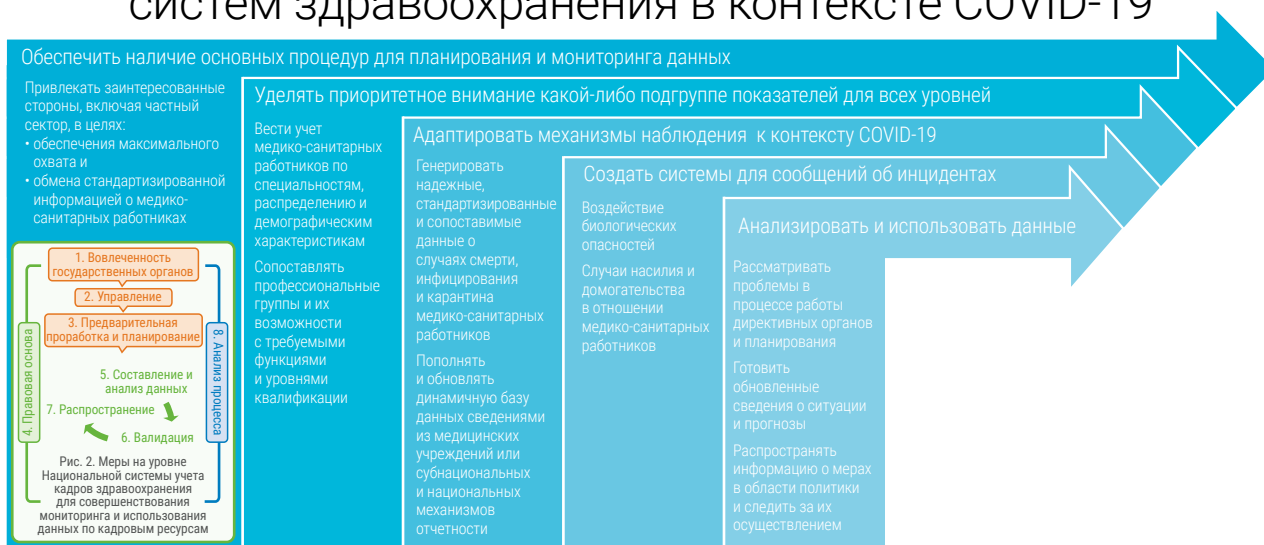 систем здравоохранения в контексте COVID-19
Обеспечить наличие основных процедур для планирования и мониторинга данных
Привлекать заинтересованные
стороны, включая частный
сектор, в целях:
• обеспечения максимального
охвата и
• обмена стандартизированной
информацией о медико-
санитарных работниках
1. Вовлеченность
государственных органов
2. Управление
3. Предварительная
проработка и планирование
4. Правовая основа
5. Составление и
анализ данных
7. Распространение
6. Валидация
8. Анализ процесса
Рис. 2. Меры на уровне
Национальной системы учета
кадров здравоохранения
для совершенствования
мониторинга и использования
данных по кадровым ресурсам
Уделять приоритетное внимание какой-либо подгруппе показателей для всех уровней
Вести учет
медико-санитарных
работников по
специальностям,
распределению и
демографическим
характеристикам
Сопоставлять
профессиональные
группы и их
возможности
с требуемыми
функциями
и уровнями
квалификации
Адаптировать механизмы наблюдения к контексту COVID-19
Генерировать
надежные,
стандартизированные
и сопоставимые
данные о
случаях смерти,
инфицирования
и карантина
медико-санитарных
работников
Пополнять
и обновлять
динамичную базу
данных сведениями
из медицинских
учреждений или
субнациональных
и национальных
механизмов
отчетности
Создать системы для сообщений об инцидентах
Воздействие
биологических
опасностей
Случаи насилия и
домогательства
в отношении
медико-санитарных
работников
Анализировать и использовать данные
Рассматривать
проблемы в
процессе работы
директивных органов
и планирования
Готовить
обновленные
сведения о ситуации
и прогнозы
Распространять
информацию о мерах
в области политики
и следить за их
осуществлением